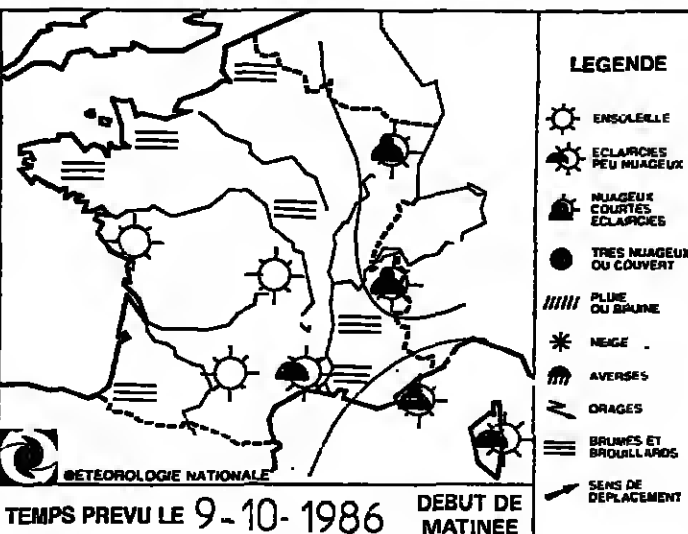 LEGENDE
ENSOLEILLE
ECLAIRCIES
PEU NUAGEUX
NUAGEUX
COURTES
ECLAIRCIES
TRES NUAGEUX
OU COUVERT
PLUIE
OU BRUINE
NEIGE
AVERSES
ORAGES
BRUMES ET
BROUILLARDS
SENS DE
DEPLACEMENT
METEOROLOGIE NATIONALE
TEMPS PREVU LE 9-10-1986 DEBUT DE
MATINEE